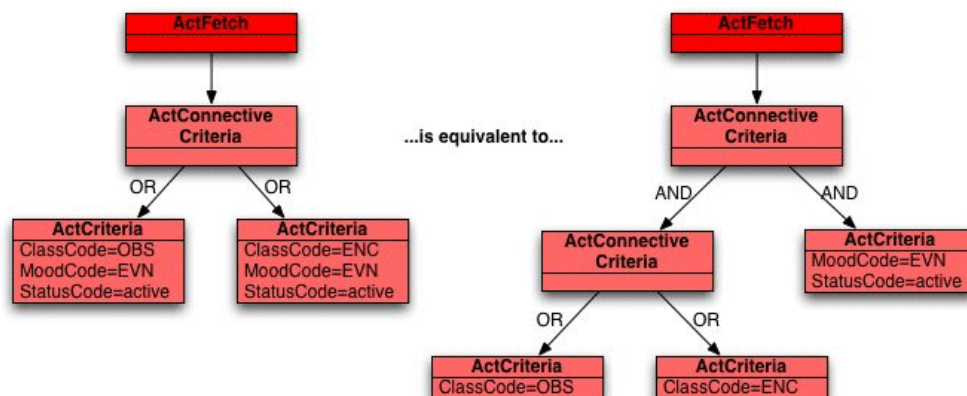 ActFetch
ActConnective
Criteria
OR
OR
ActCriteria
ClassCode=OBS
MoodCode=EVN
StatusCode=active
ActCriteria
ClassCode=ENC
MoodCode=EVN
StatusCode=active
...is equivalent to...
ActFetch
ActConnective
Criteria
AND
AND
ActConnective
Criteria
ActCriteria
MoodCode=EVN
StatusCode=active
OR
OR
ActCriteria
ClassCode=OBS
ActCriteria
ClassCode=ENC